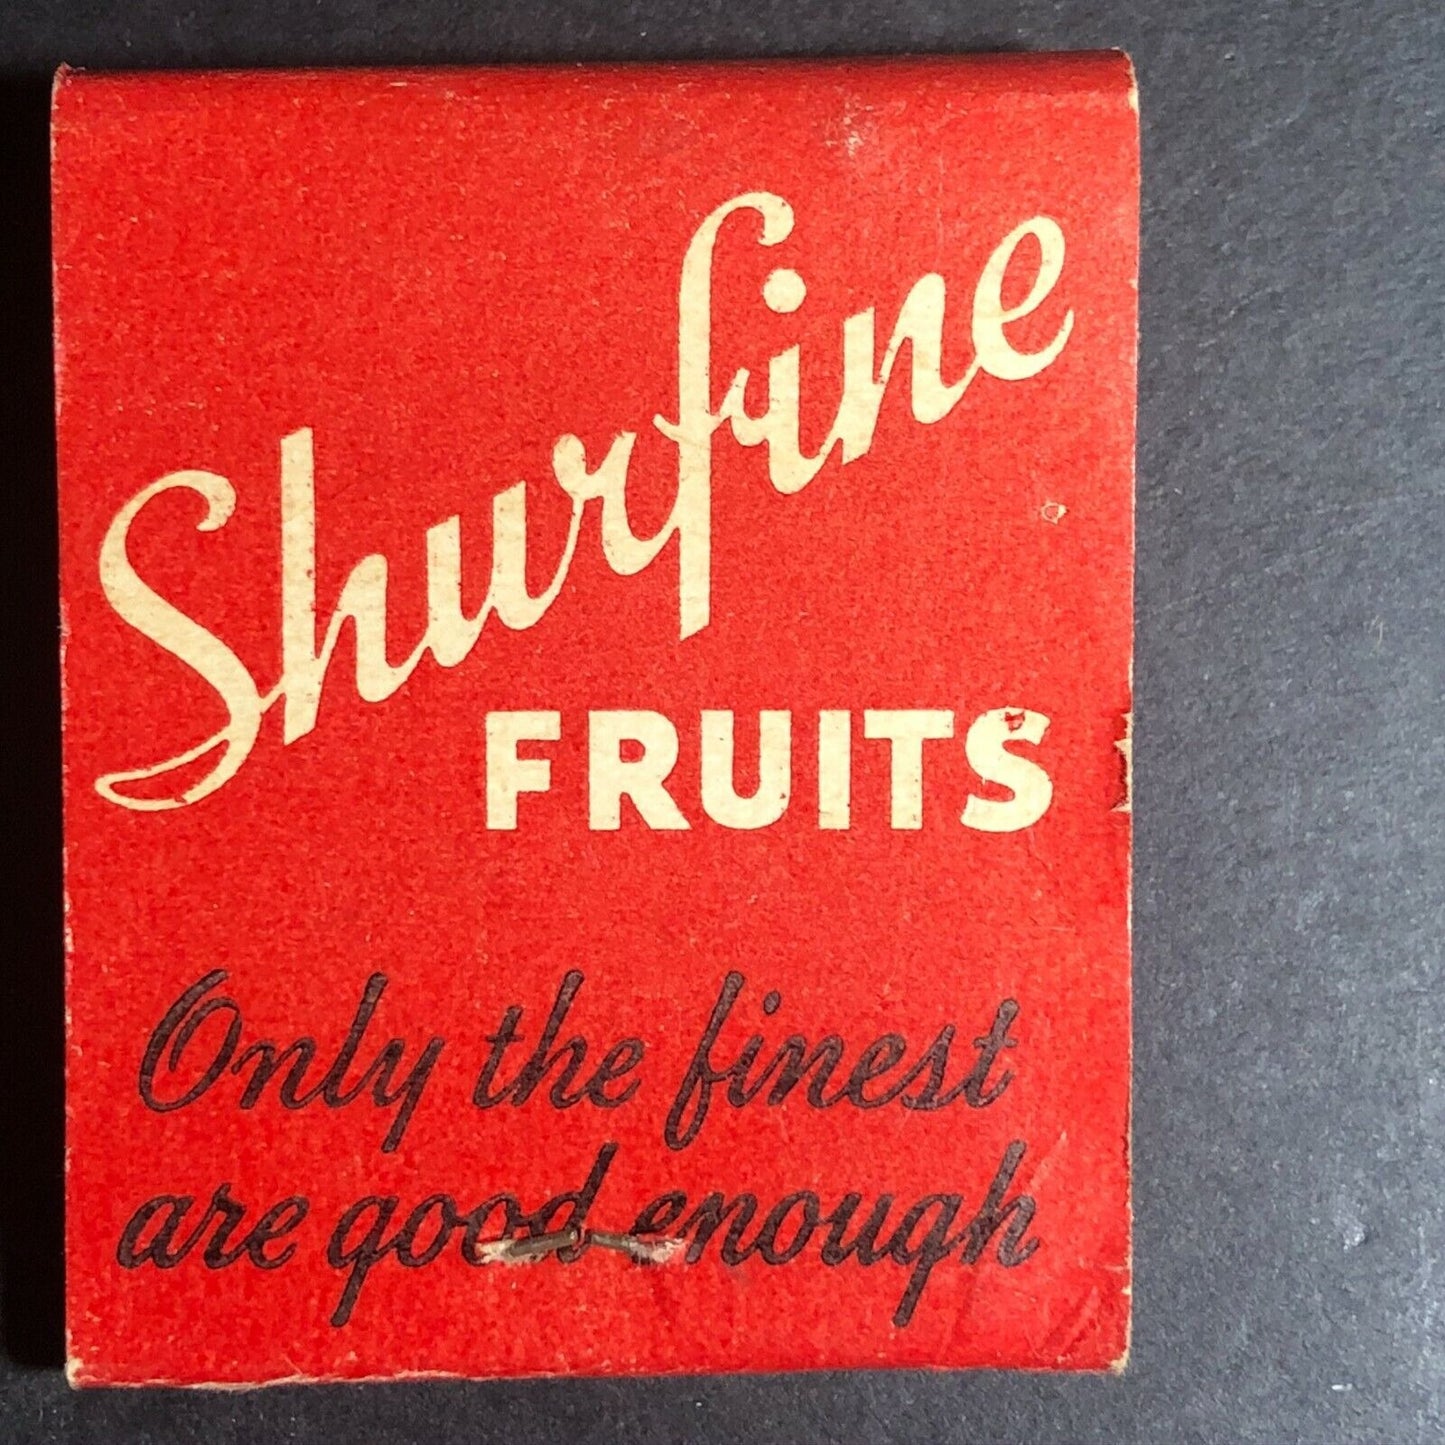 Shurfine
FRUITS
Only the finest
are good enough